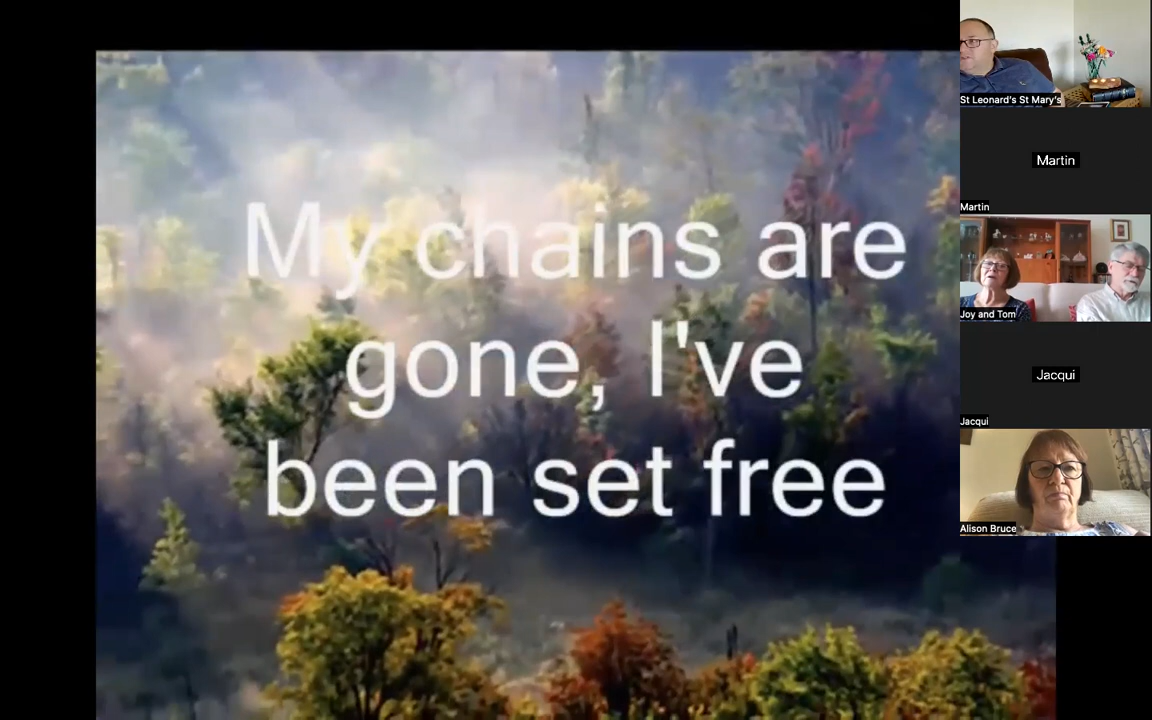 My chains are
gone, I've
been set free
St Leonard's St Mary's
Martin
Martin
Joy and Tom
Jacqui
Jacqui
Alison Bruce